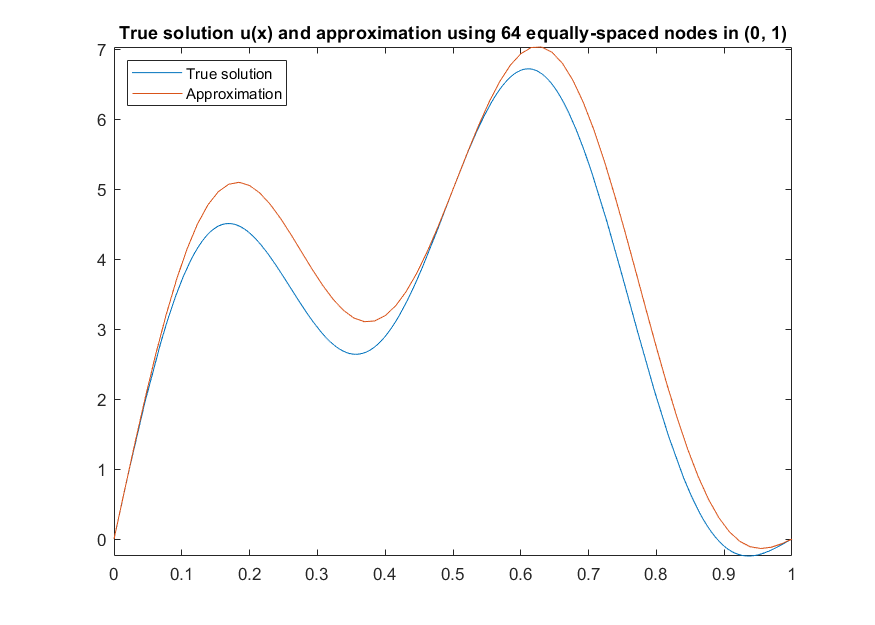 True solution u(x) and approximation using 64 equally-spaced nodes in (0, 1)
True solution
Approximation
7
6
5
4
3
2
1
0
0 0.1 0.2 0.3 0.4 0.5 0.6 0.7 0.8 0.9 1